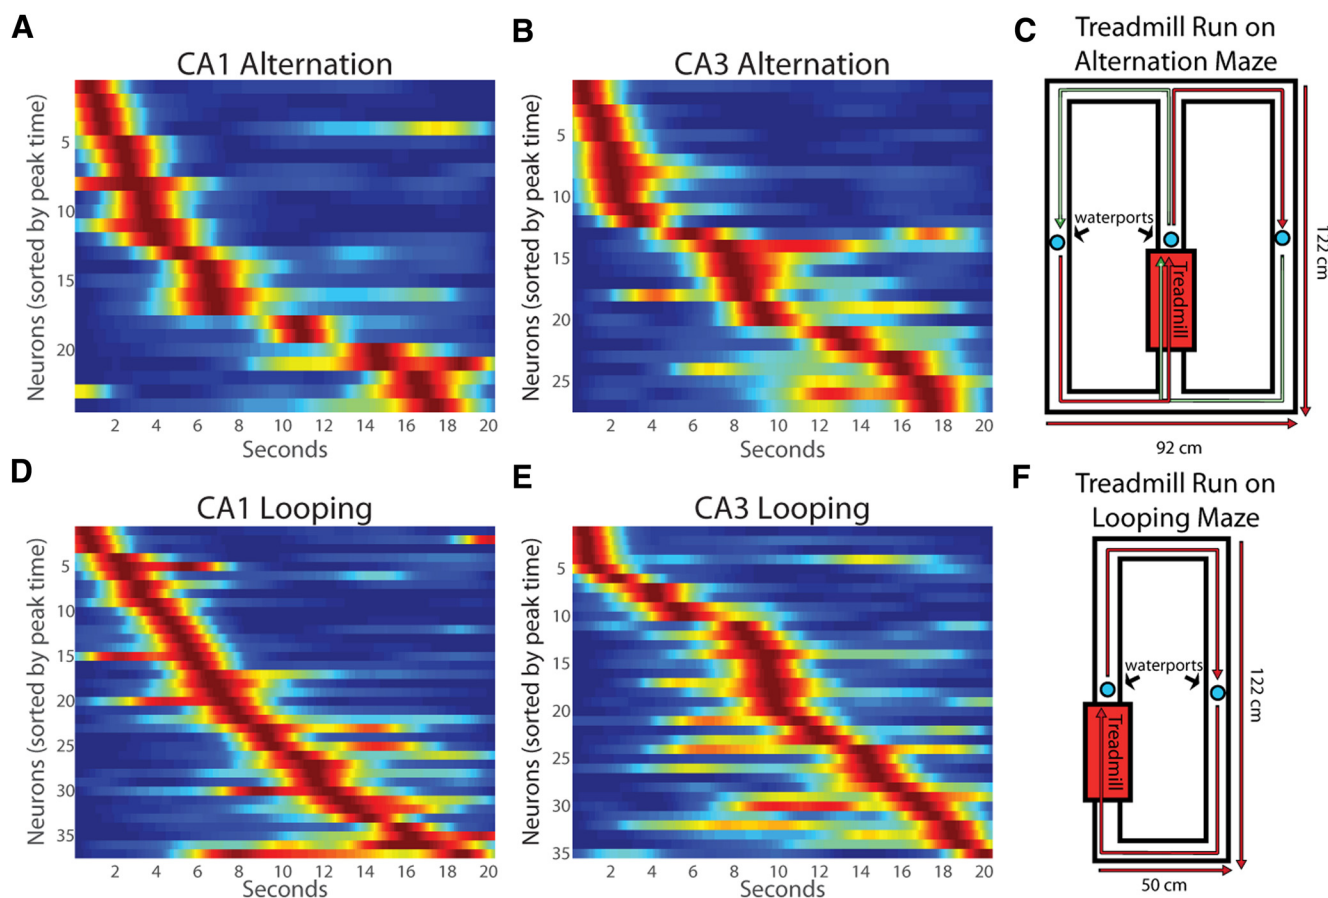 A
CA1 Alternation
Neurons (sorted by peak time)
5
10
15
20
2 4 6 8 10 12 14 16 18 20
Seconds
B
CA3 Alternation
Neurons (sorted by peak time)
5
10
15
20
25
2 4 6 8 10 12 14 16 18 20
Seconds
C
Treadmill Run on
Alternation Maze
waterports
Treadmill
122 cm
92 cm
D
CA1 Looping
Neurons (sorted by peak time)
5
10
15
20
25
30
35
2 4 6 8 10 12 14 16 18 20
Seconds
E
CA3 Looping
Neurons (sorted by peak time)
5
10
15
20
25
30
35
2 4 6 8 10 12 14 16 18 20
Seconds
F
Treadmill Run on
Looping Maze
waterports
Treadmill
122 cm
50 cm